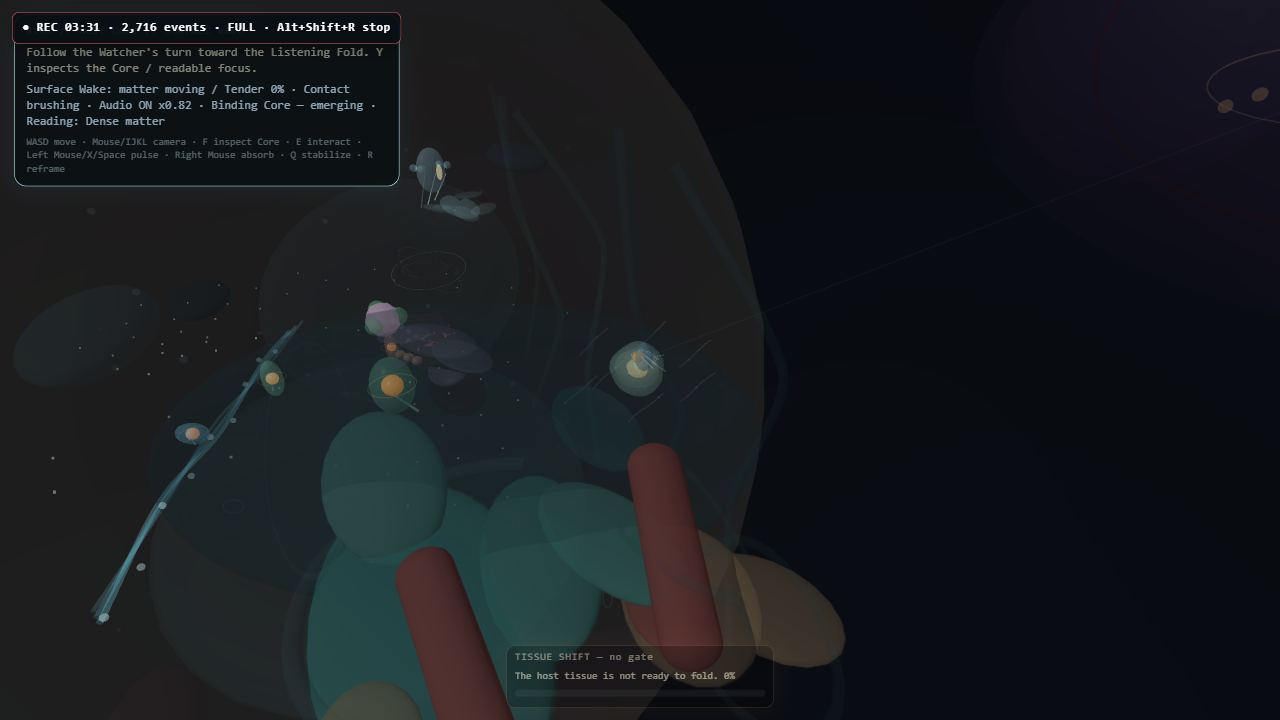 ● REC 03:31 · 2,716 events · FULL · Alt+Shift+R stop
Follow the Watcher's turn toward the Listening Fold. Y
inspects the Core / readable focus.
Surface Wake: matter moving / Tender 0% · Contact
brushing · Audio ON x0.82 · Binding Core — emerging ·
Reading: Dense matter
WASD move · Mouse/IJKL camera · F inspect Core · E interact ·
Left Mouse/X/Space pulse · Right Mouse absorb · Q stabilize · R
reframe
TISSUE SHIFT — no gate
The host tissue is not ready to fold. 0%